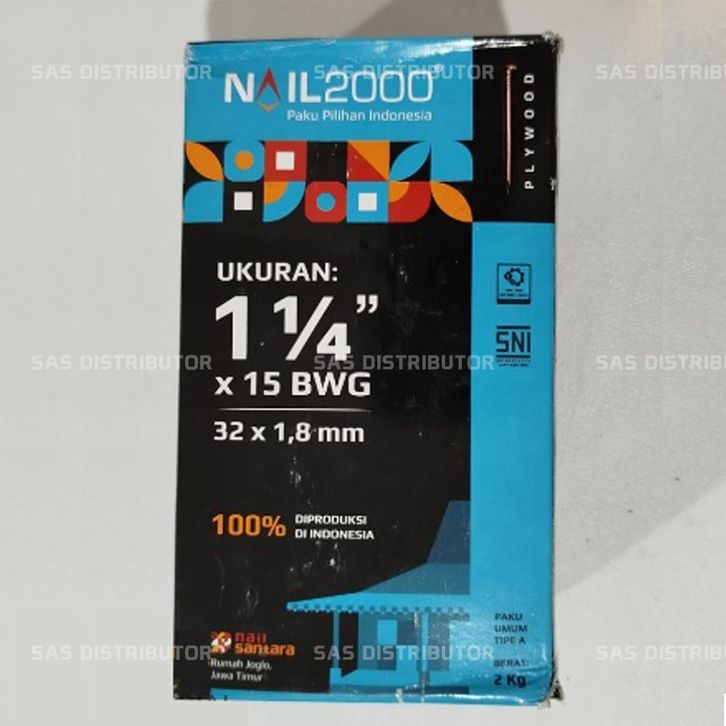 SAS DISTRIBUTOR SAS DISTRIBUTOR SAS DISTRIBUTOR
NAIL2000®
Paku Pilihan Indonesia
PLYWOOD
UKURAN:
1 ¼”
x 15 BWG
32 x 1,8 mm
SNI
SAS DISTRIBUTOR SAS DISTRIBUTOR SAS DISTRIBUTOR
100% DIPRODUKSI
DI INDONESIA
nail
santara
Rumah Joglo,
Jawa Timur
PAKU
UMUM
TIPE A
BERAT:
2 Kg
SAS DISTRIBUTOR SAS DISTRIBUTOR SAS DISTRIBUTOR